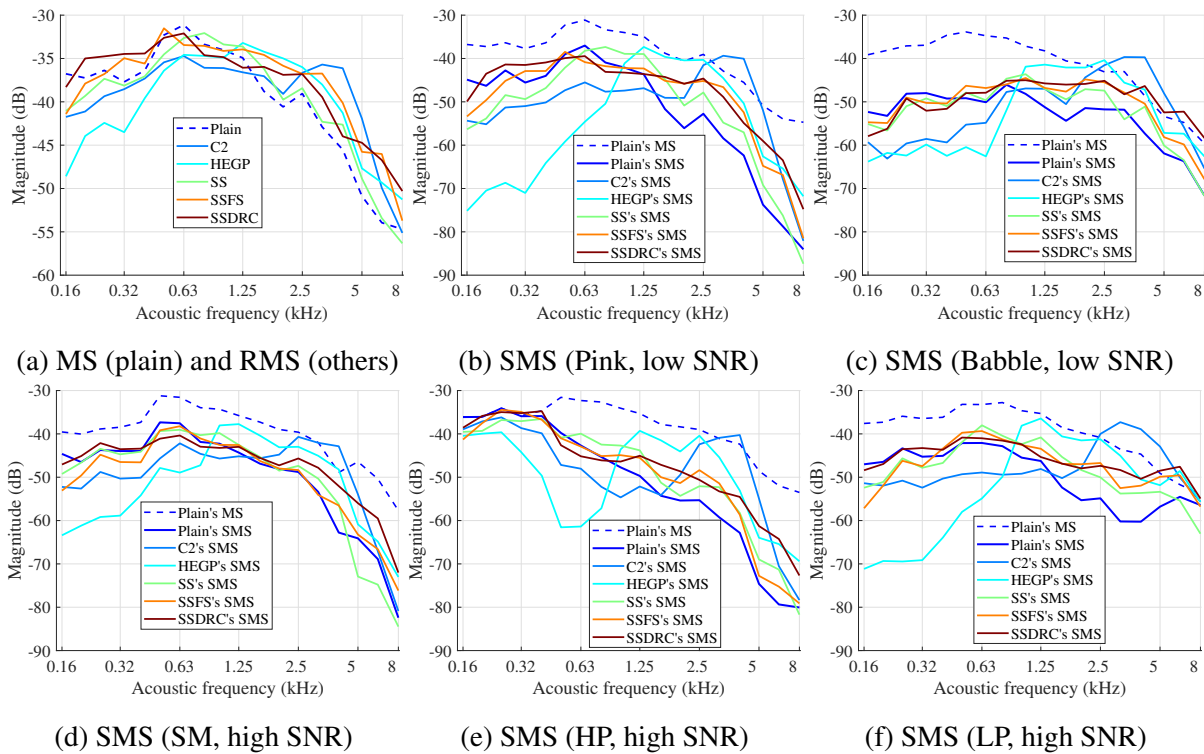 -30
-35
-40
-45
-50
-55
-60
Magnitude (dB)
Plain
C2
HEGP
SS
SSFS
SSDRC
0.16 0.32 0.63 1.25 2.5 5 8
Acoustic frequency (kHz)
(a) MS (plain) and RMS (others)
-30
-40
-50
-60
-70
-80
-90
Magnitude (dB)
Plain's MS
Plain's SMS
C2's SMS
HEGP's SMS
SS's SMS
SSFS's SMS
SSDRC's SMS
0.16 0.32 0.63 1.25 2.5 5 8
Acoustic frequency (kHz)
(b) SMS (Pink, low SNR)
-30
-40
-50
-60
-70
-80
-90
Magnitude (dB)
Plain's MS
Plain's SMS
C2's SMS
HEGP's SMS
SS's SMS
SSFS's SMS
SSDRC's SMS
0.16 0.32 0.63 1.25 2.5 5 8
Acoustic frequency (kHz)
(c) SMS (Babble, low SNR)
-30
-40
-50
-60
-70
-80
-90
Magnitude (dB)
Plain's MS
Plain's SMS
C2's SMS
HEGP's SMS
SS's SMS
SSFS's SMS
SSDRC's SMS
0.16 0.32 0.63 1.25 2.5 5 8
Acoustic frequency (kHz)
(d) SMS (SM, high SNR)
-30
-40
-50
-60
-70
-80
-90
Magnitude (dB)
Plain's MS
Plain's SMS
C2's SMS
HEGP's SMS
SS's SMS
SSFS's SMS
SSDRC's SMS
0.16 0.32 0.63 1.25 2.5 5 8
Acoustic frequency (kHz)
(e) SMS (HP, high SNR)
-30
-40
-50
-60
-70
-80
-90
Magnitude (dB)
Plain's MS
Plain's SMS
C2's SMS
HEGP's SMS
SS's SMS
SSFS's SMS
SSDRC's SMS
0.16 0.32 0.63 1.25 2.5 5 8
Acoustic frequency (kHz)
(f) SMS (LP, high SNR)